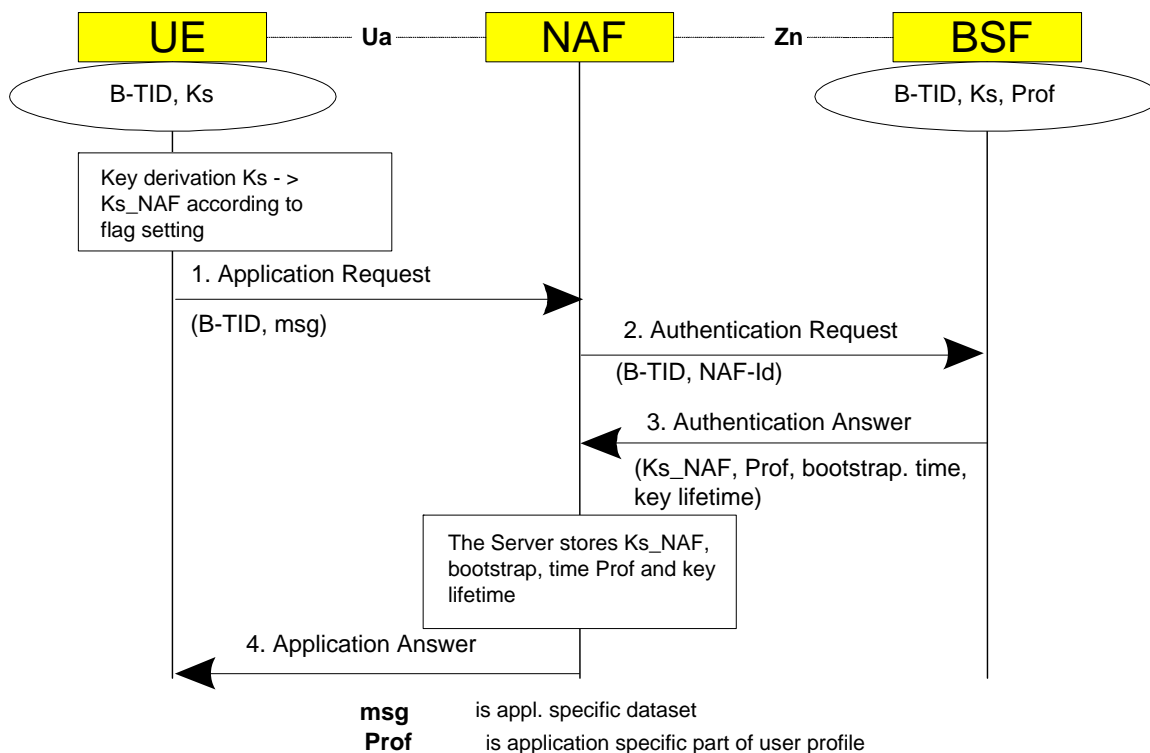 UE Ua NAF Zn BSF
B-TID, Ks
B-TID, Ks, Prof
Key derivation Ks - >
Ks_NAF according to
flag setting
1. Application Request
(B-TID, msg)
2. Authentication Request
(B-TID, NAF-Id)
3. Authentication Answer
(Ks_NAF, Prof, bootstrap. time,
key lifetime)
The Server stores Ks_NAF,
bootstrap, time Prof and key
lifetime
4. Application Answer
msg is appl. specific dataset
Prof is application specific part of user profile